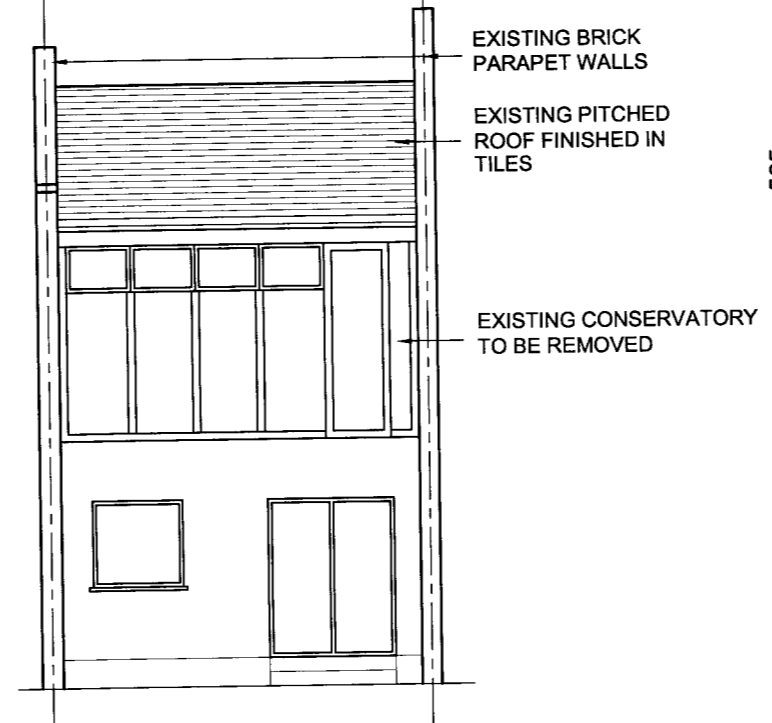 EXISTING BRICK
PARAPET WALLS
EXISTING PITCHED
ROOF FINISHED IN
TILES
EXISTING CONSERVATORY
TO BE REMOVED